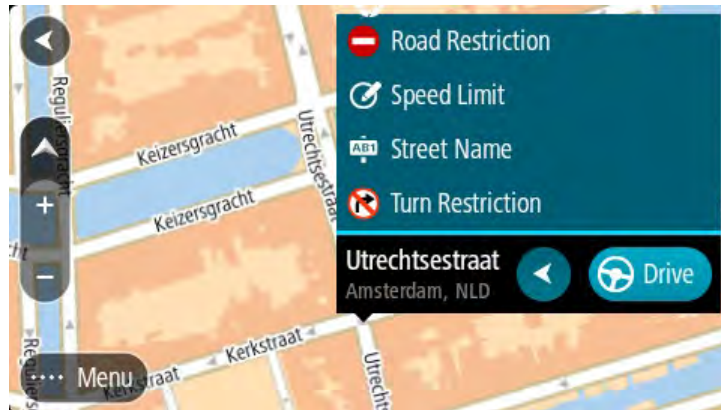 Road Restriction
Speed Limit
AB1 Street Name
Turn Restriction
Utrechtsestraat
Amsterdam, NLD
Drive
Reguliersgracht
Keizersgracht
Utrechtsestraat
Keizersgracht
+
−
Kerkstraat
Kerkstraat
.... Menu